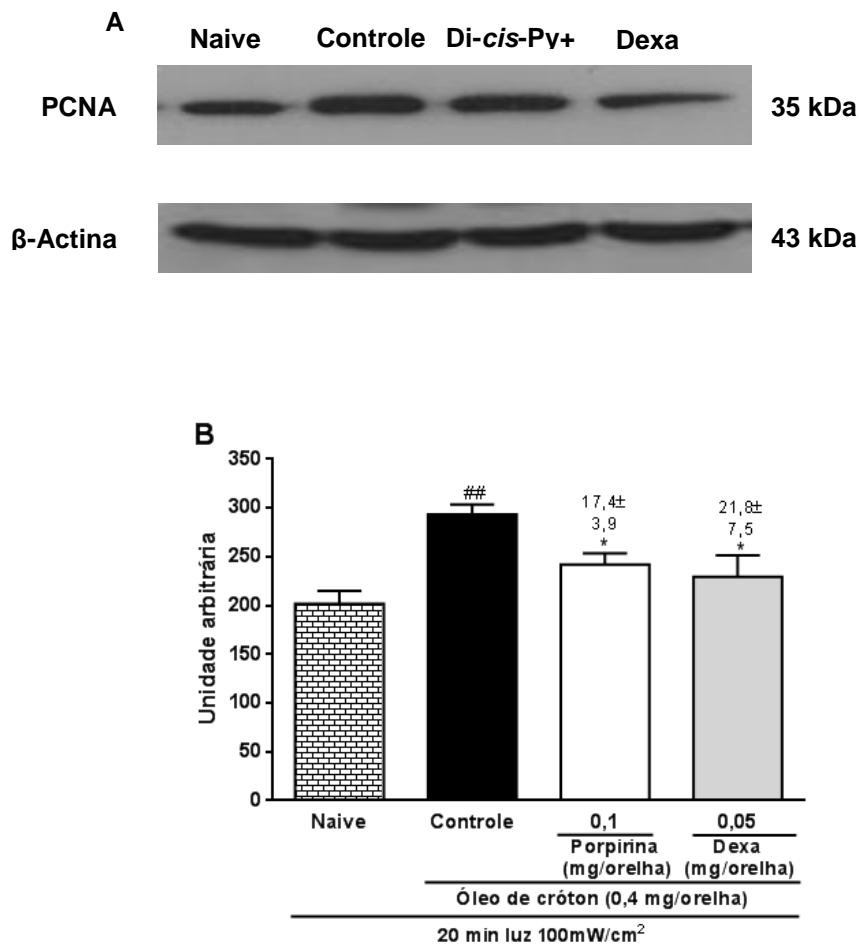 A
Naive Controle Di-cis-Py+ Dexa
PCNA 35 kDa
β-Actina 43 kDa
B
350
300
250
200
150
100
50
0
Unidade arbitrária
##
17,4±
3,9
*
21,8±
7,5
*
Naive Controle 0,1 0,05
Porpirina Dexa
(mg/orelha) (mg/orelha)
Óleo de cróton (0,4 mg/orelha)
20 min luz 100mW/cm²